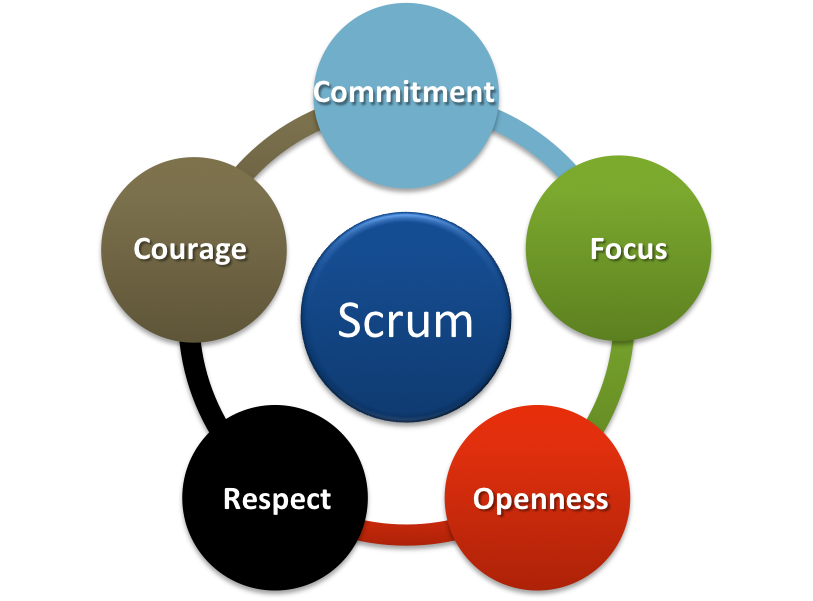 Commitment
Courage
Focus
Scrum
Respect
Openness